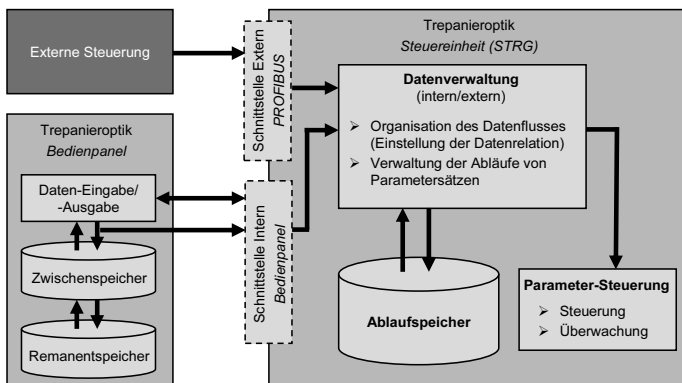 Externe Steuerung
Schnittstelle Extern
PROFIBUS
Trepanieroptik
Steuereinheit (STRG)
Datenverwaltung
(intern/extern)
➤ Organisation des Datenflusses
(Einstellung der Datenrelation)
➤ Verwaltung der Abläufe von
Parametersätzen
Trepanieroptik
Bedienpanel
Daten-Eingabe/
-Ausgabe
Zwischenspeicher
Remanentspeicher
Schnittstelle Intern
Bedienpanel
Ablaufspeicher
Parameter-Steuerung
➤ Steuerung
➤ Überwachung